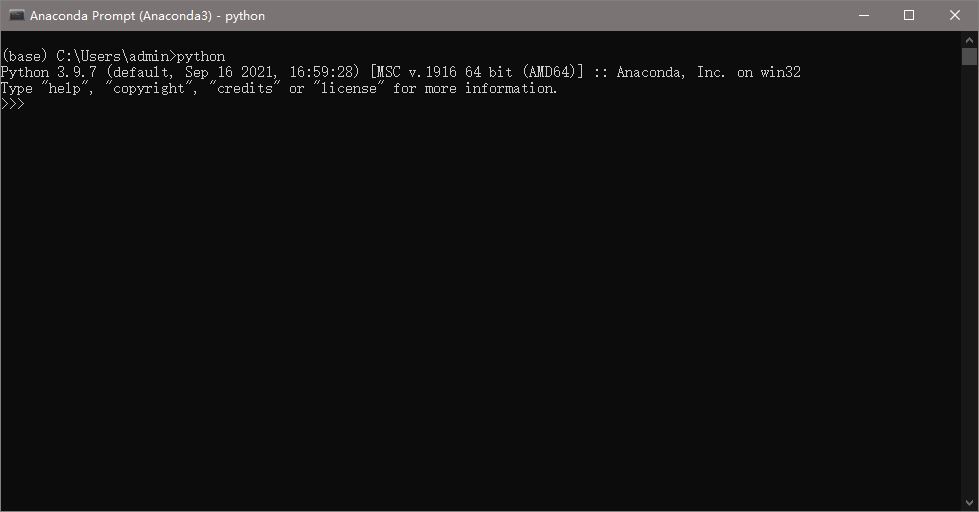 Anaconda Prompt (Anaconda3) - python
(base) C:\Users\admin>python
Python 3.9.7 (default, Sep 16 2021, 16:59:28) [MSC v.1916 64 bit (AMD64)] :: Anaconda, Inc. on win32
Type "help", "copyright", "credits" or "license" for more information.
>>>